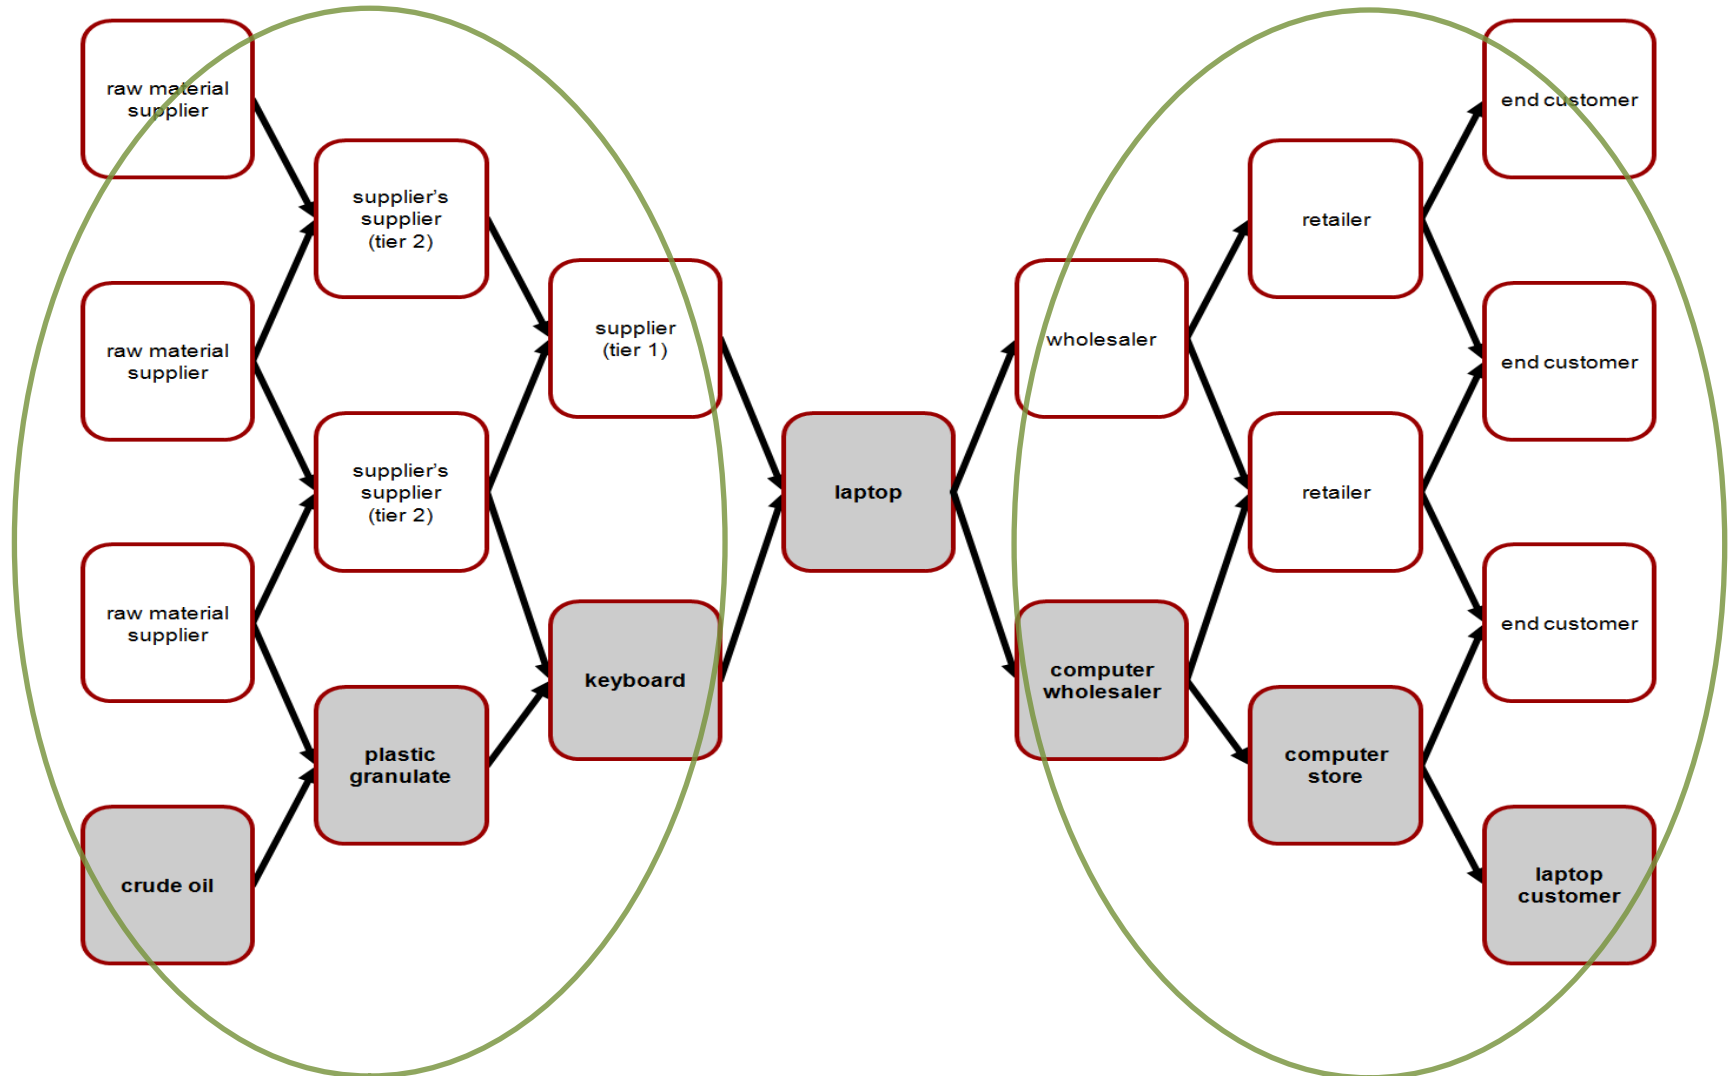 raw material
supplier
raw material
supplier
raw material
supplier
crude oil
supplier’s
supplier
(tier 2)
supplier’s
supplier
(tier 2)
plastic
granulate
supplier
(tier 1)
keyboard
laptop
wholesaler
computer
wholesaler
retailer
retailer
computer
store
end customer
end customer
end customer
laptop
customer